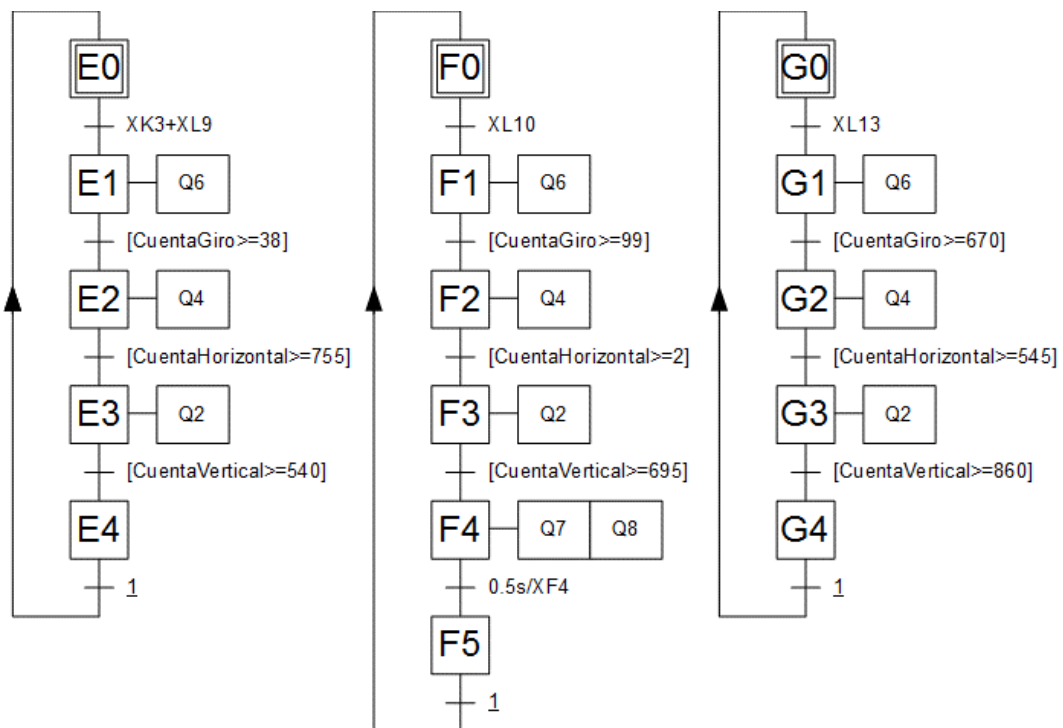 E0
XK3+XL9
E1
Q6
[CuentaGiro>=38]
E2
Q4
[CuentaHorizontal>=755]
E3
Q2
[CuentaVertical>=540]
E4
1
F0
XL10
F1
Q6
[CuentaGiro>=99]
F2
Q4
[CuentaHorizontal>=2]
F3
Q2
[CuentaVertical>=695]
F4
Q7
Q8
0.5s/XF4
F5
1
G0
XL13
G1
Q6
[CuentaGiro>=670]
G2
Q4
[CuentaHorizontal>=545]
G3
Q2
[CuentaVertical>=860]
G4
1